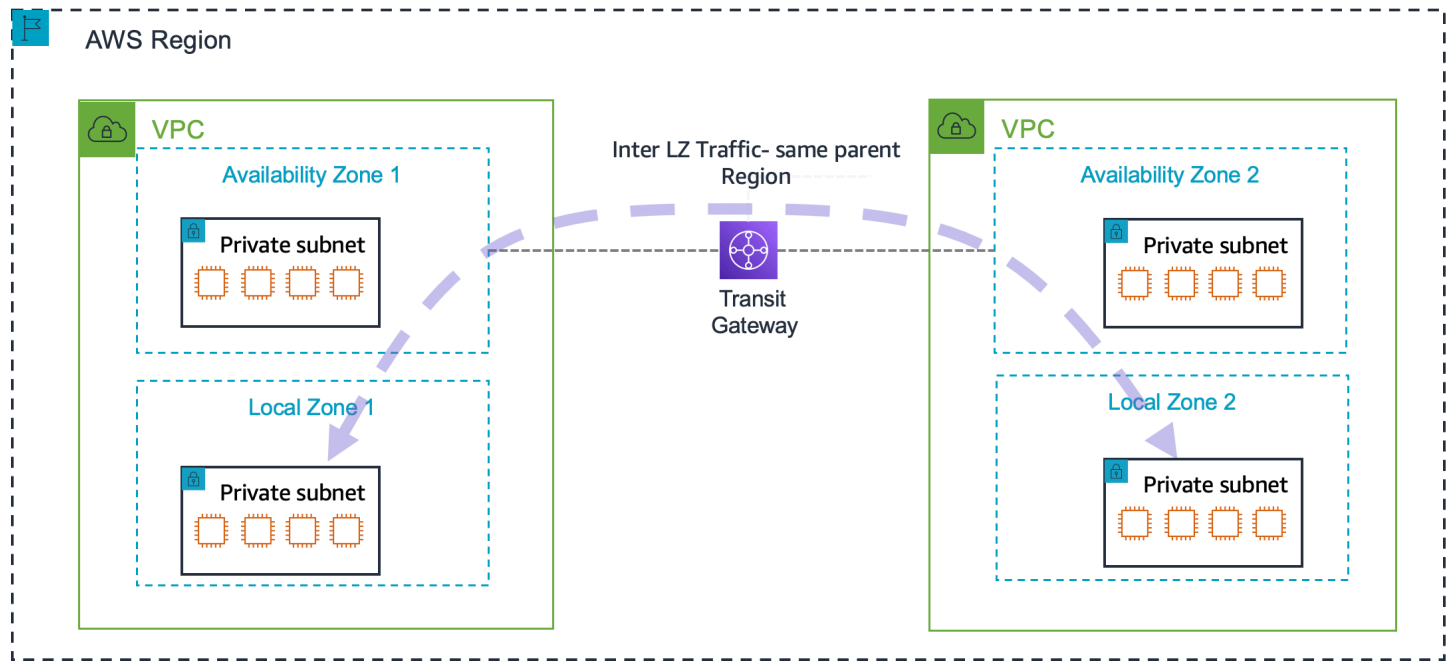 AWS Region
VPC
Availability Zone 1
Private subnet
Local Zone 1
Private subnet
Inter LZ Traffic- same parent
Region
Transit
Gateway
VPC
Availability Zone 2
Private subnet
Local Zone 2
Private subnet